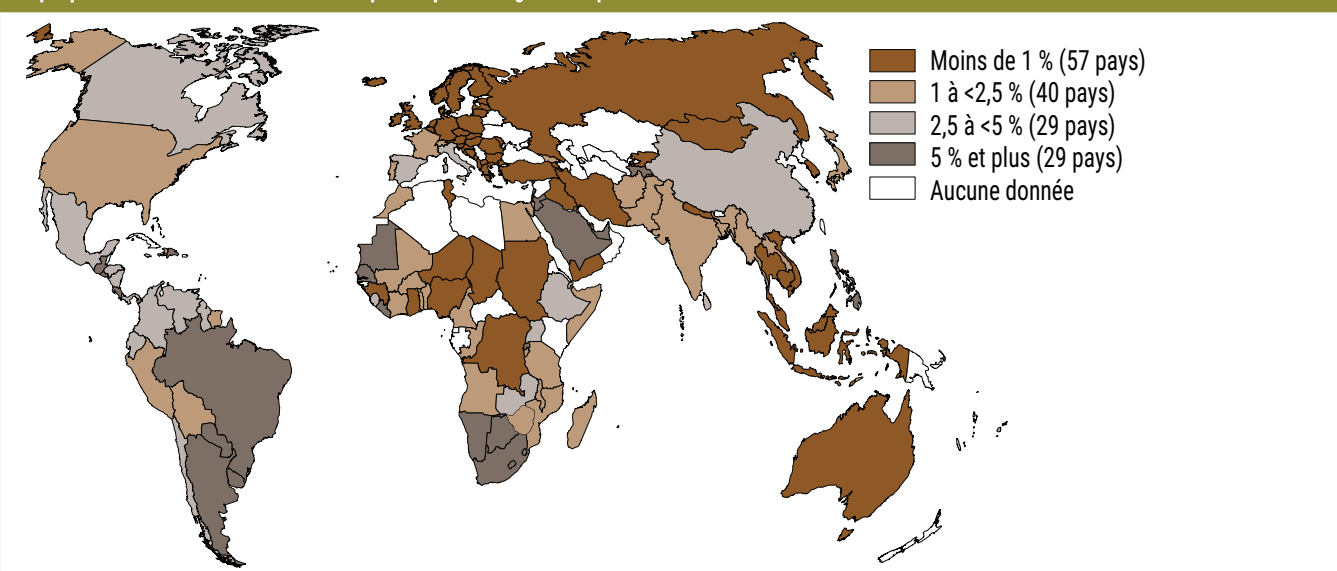 Moins de 1 % (57 pays)
1 à <2,5 % (40 pays)
2,5 à <5 % (29 pays)
5 % et plus (29 pays)
Aucune donnée